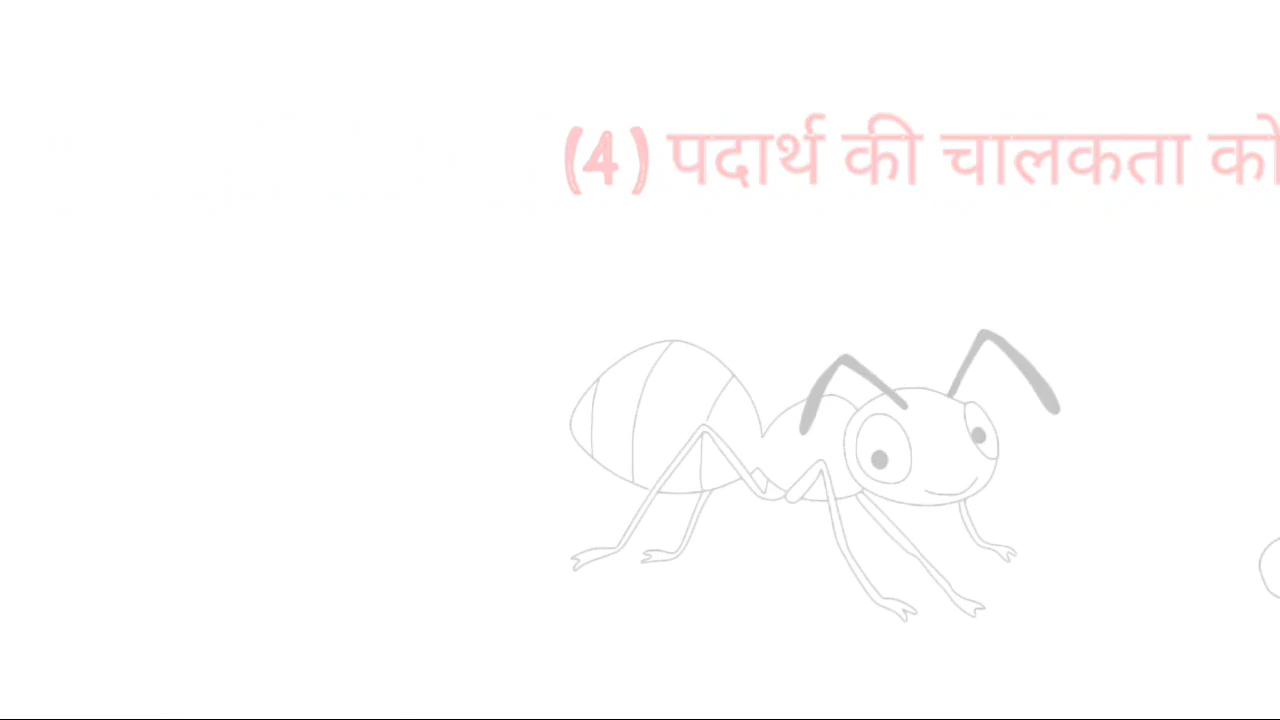 (4) पदार्थ की चालकता को